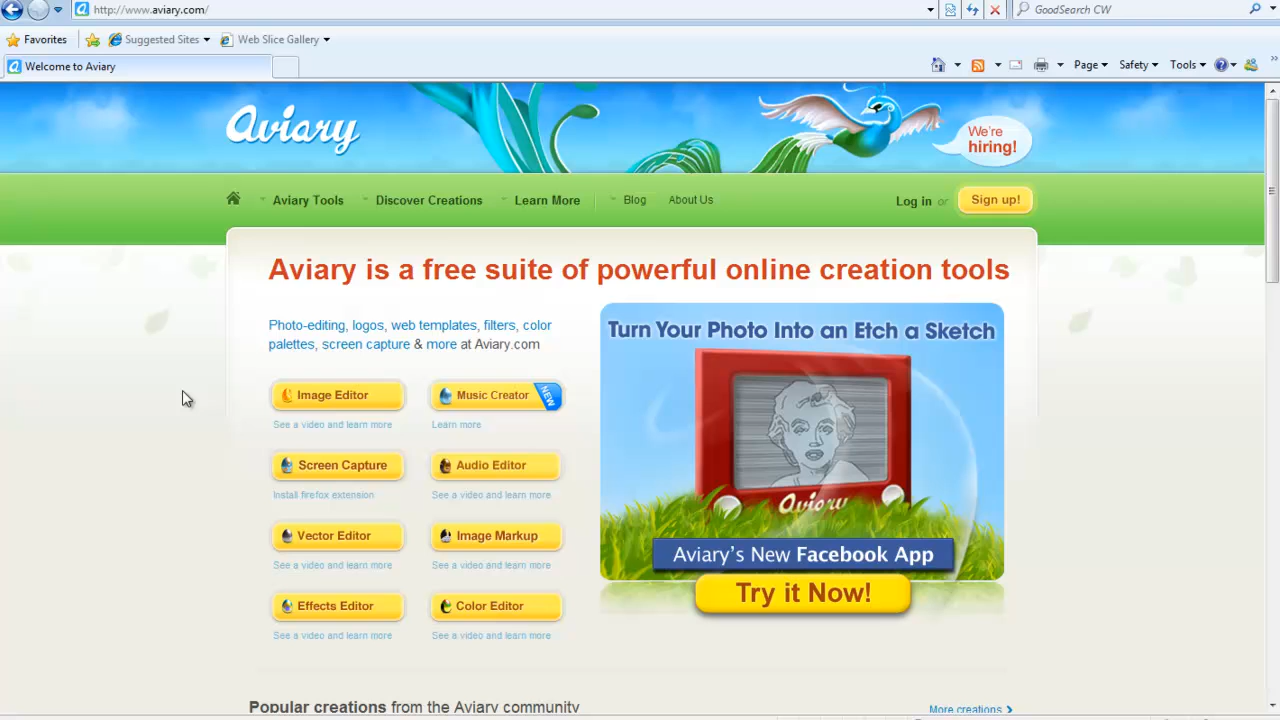 http://www.aviary.com/
GoodSearch CW
Favorites
Suggested Sites
Web Slice Gallery
Welcome to Aviary
Page
Safety
Tools
Aviary
We're
hiring!
Aviary Tools
Discover Creations
Learn More
Blog
About Us
Log in or
Sign up!
Aviary is a free suite of powerful online creation tools
Photo-editing, logos, web templates, filters, color
palettes, screen capture & more at Aviary.com
Image Editor
See a video and learn more
Music Creator
NEW
Learn more
Screen Capture
Install firefox extension
Audio Editor
See a video and learn more
Vector Editor
See a video and learn more
Image Markup
See a video and learn more
Effects Editor
See a video and learn more
Color Editor
See a video and learn more
Turn Your Photo Into an Etch a Sketch
Aviary
Aviary's New Facebook App
Try it Now!
Popular creations from the Aviary community
More creations